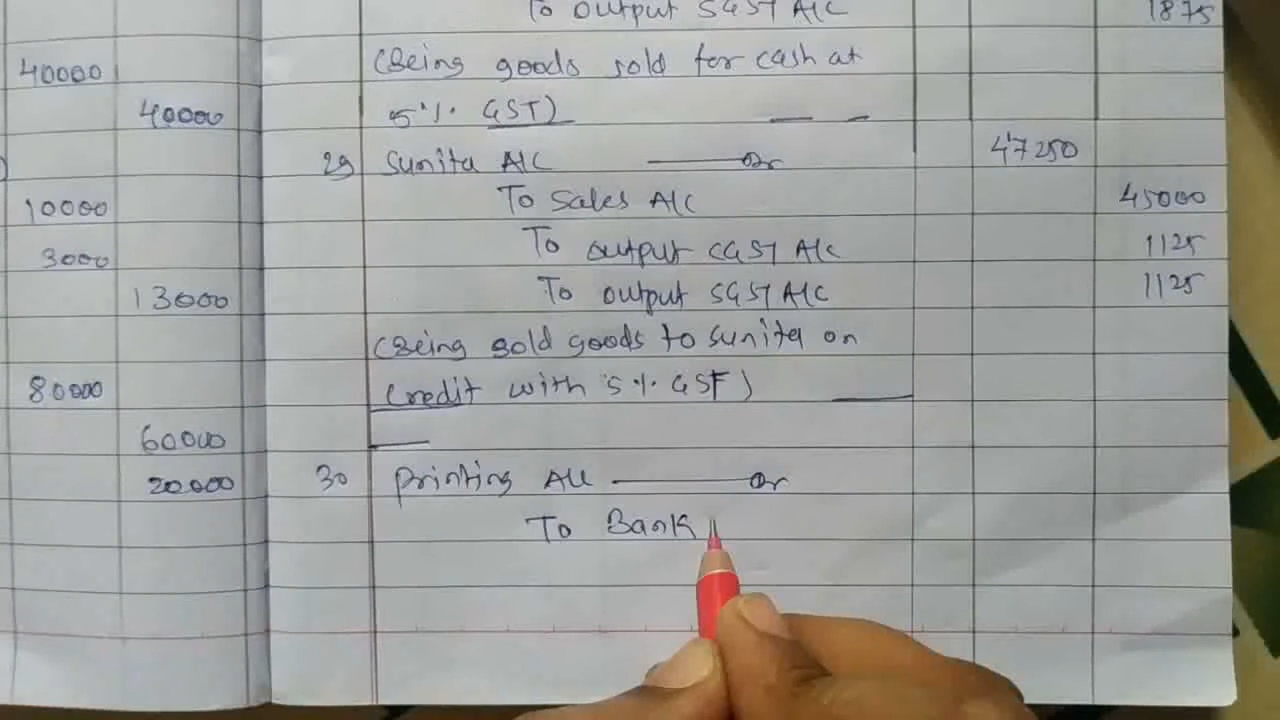 To output SGST A/C 1875
40000 (Being goods sold for cash at
40000 5% GST)
29 Sunita A/C Dr 47250
10000 To Sales A/C 45000
3000 To output CGST A/C 1125
13000 To output SGST A/C 1125
(Being sold goods to sunita on
80000 credit with 5% GST)
60000
20000 30 Printing A/C Dr
To Bank